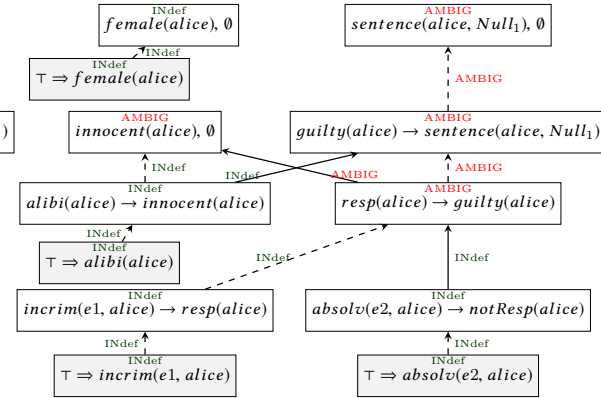 INdef
female(alice), ∅
AMBIG
sentence(alice, Null₁), ∅
INdef
INdef
⊤ ⇒ female(alice)
AMBIG
)
AMBIG
innocent(alice), ∅
AMBIG
guilty(alice) → sentence(alice, Null₁)
INdef
AMBIG
INdef
AMBIG
INdef
alibi(alice) → innocent(alice)
AMBIG
resp(alice) → guilty(alice)
INdef
INdef
⊤ ⇒ alibi(alice)
INdef
INdef
INdef
incrim(e1, alice) → resp(alice)
INdef
absolv(e2, alice) → notResp(alice)
INdef
INdef
INdef
⊤ ⇒ incrim(e1, alice)
INdef
⊤ ⇒ absolv(e2, alice)